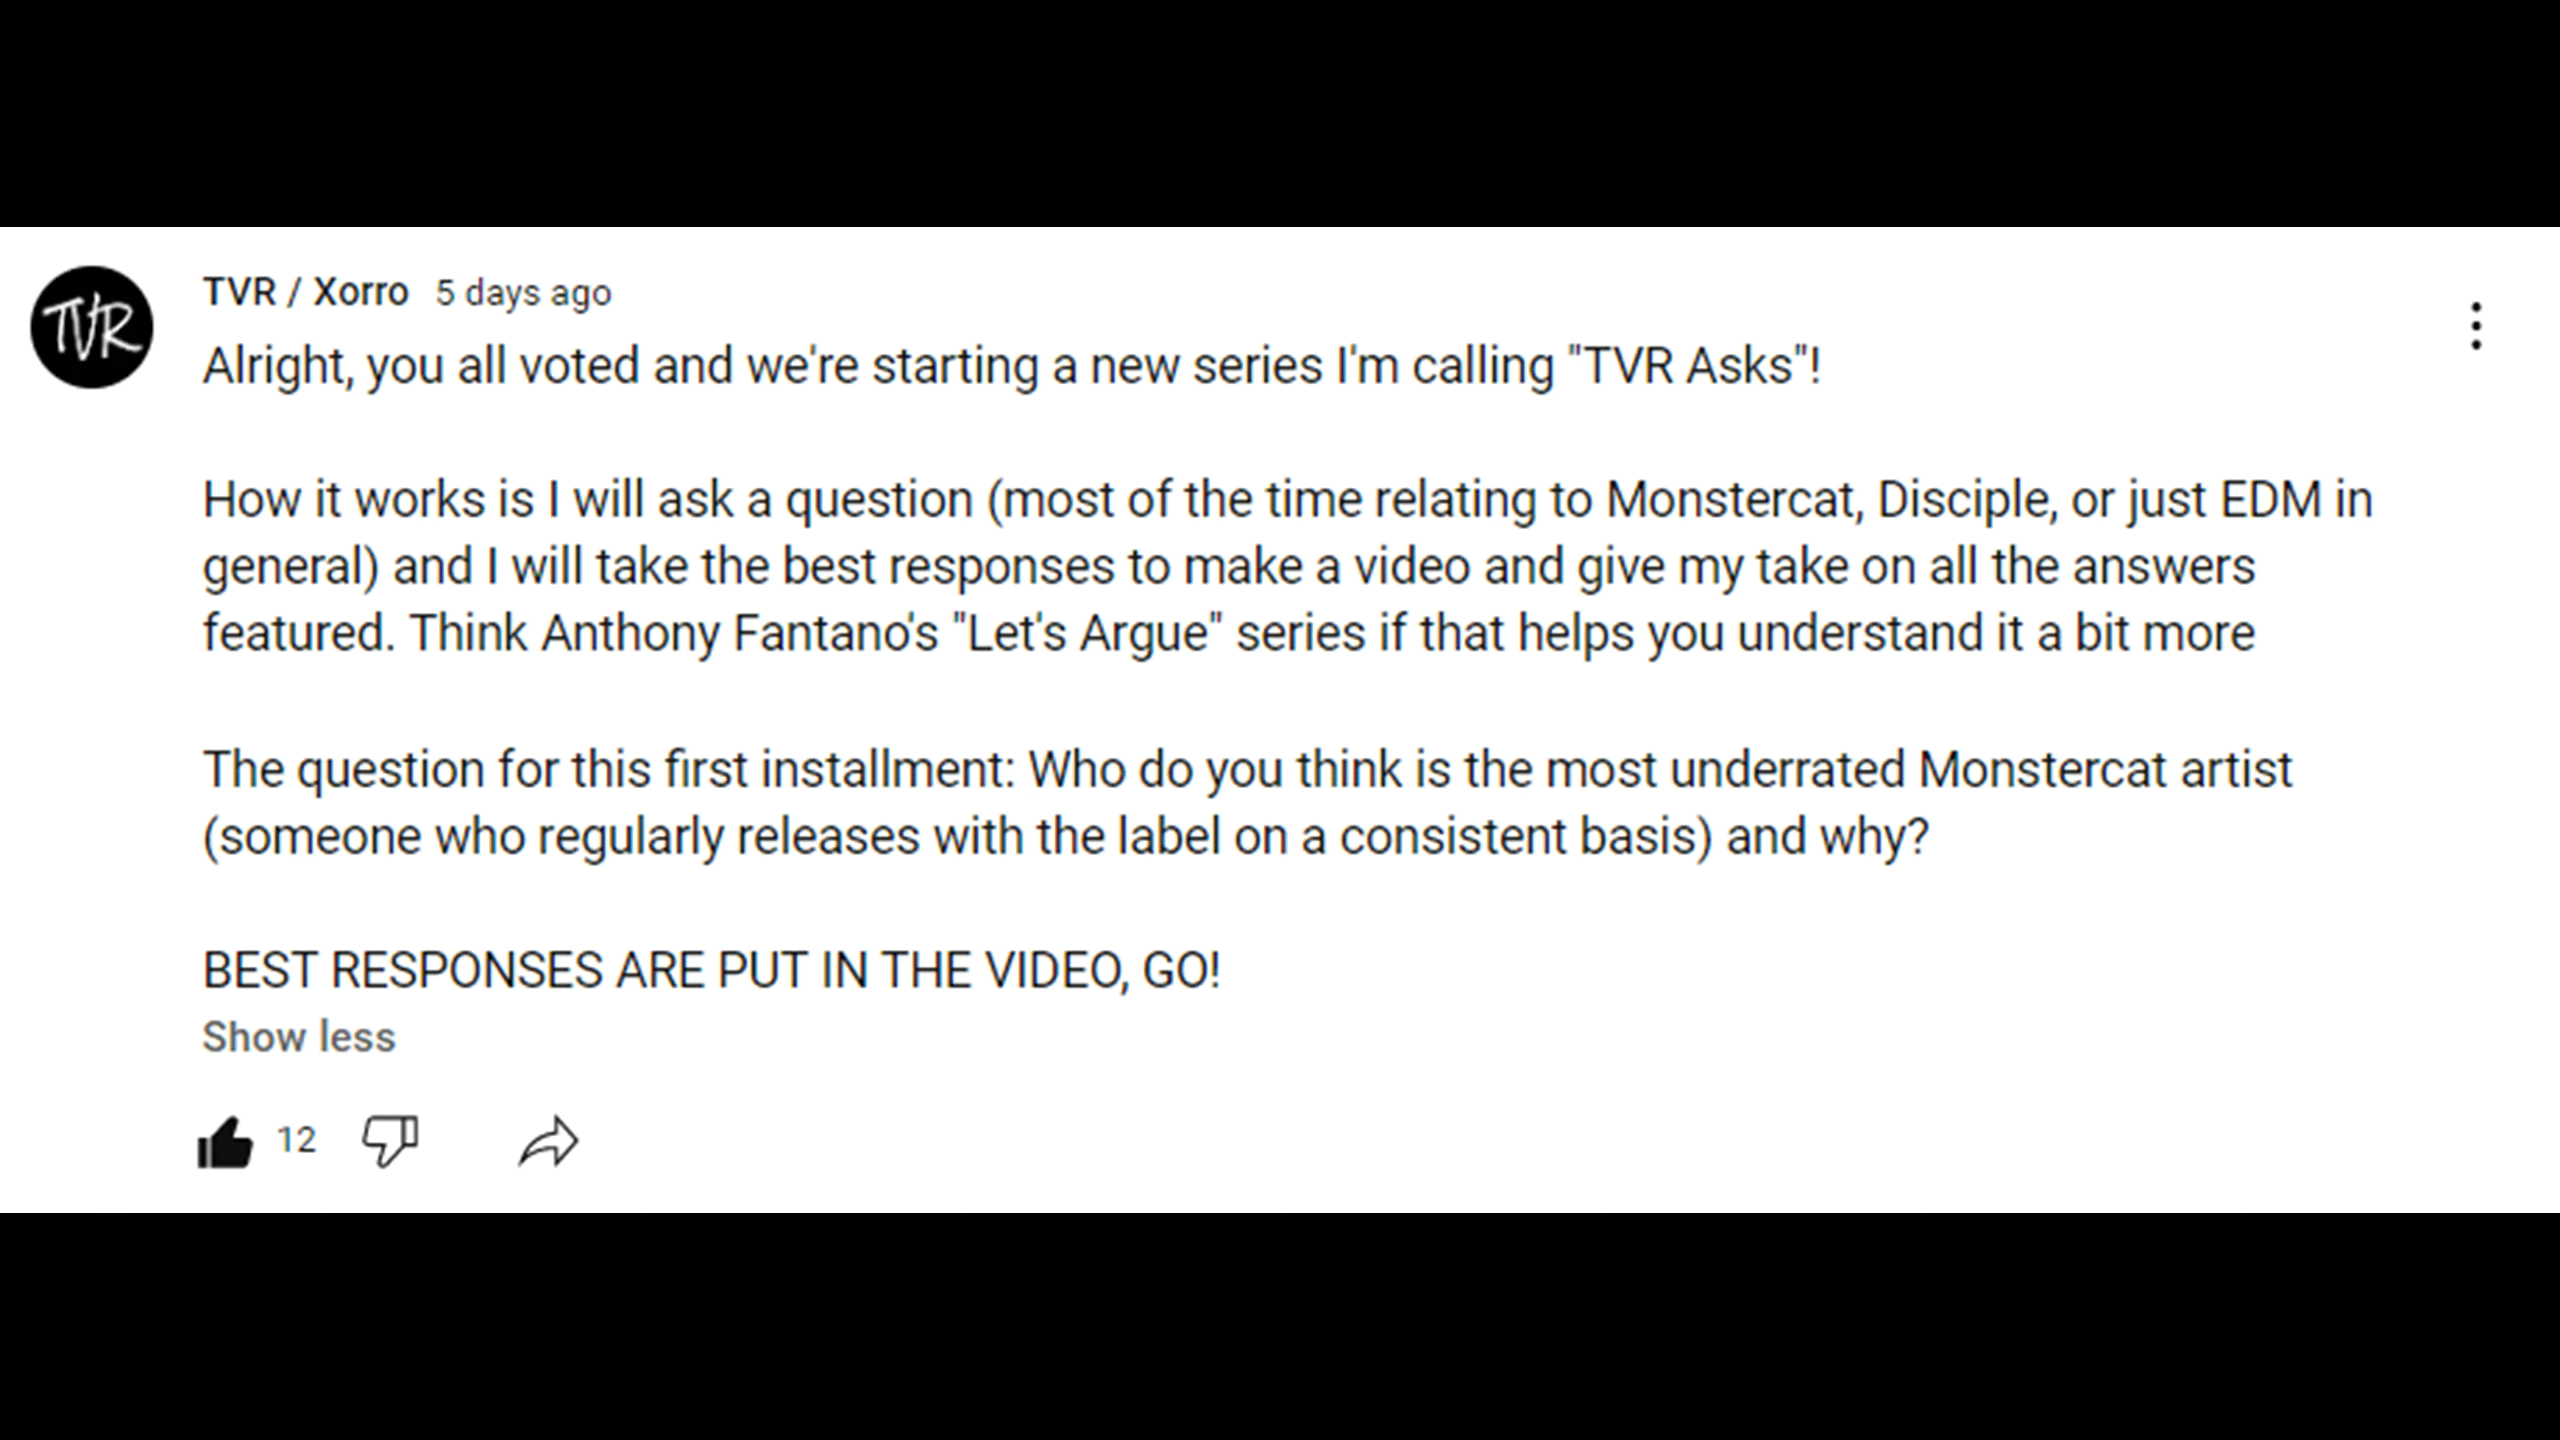 TVR
TVR / Xorro 5 days ago
Alright, you all voted and we're starting a new series I'm calling "TVR Asks"!
How it works is I will ask a question (most of the time relating to Monstercat, Disciple, or just EDM in
general) and I will take the best responses to make a video and give my take on all the answers
featured. Think Anthony Fantano's "Let's Argue" series if that helps you understand it a bit more
The question for this first installment: Who do you think is the most underrated Monstercat artist
(someone who regularly releases with the label on a consistent basis) and why?
BEST RESPONSES ARE PUT IN THE VIDEO, GO!
Show less
12